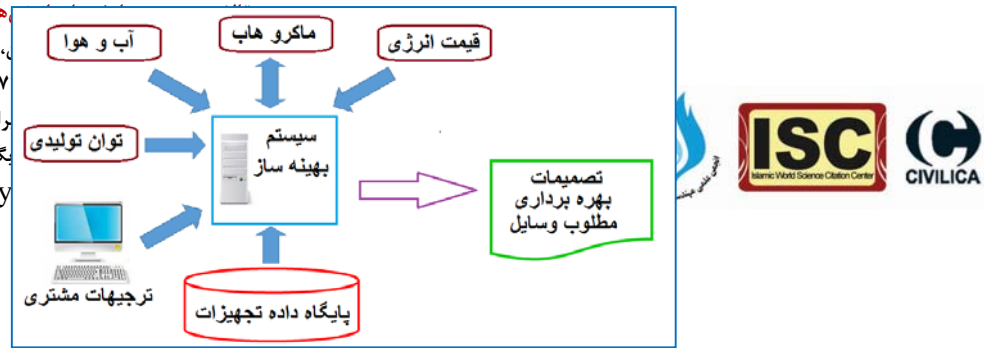 آب و هوا
ماکرو هاب
قیمت انرژی
توان تولیدی
سیستم
بهینه ساز
تصمیمات
بهره برداری
مطلوب وسایل
ترجیهات مشتری
پایگاه داده تجهیزات
ISC
Islamic World Science Citation Center
CIVILICA